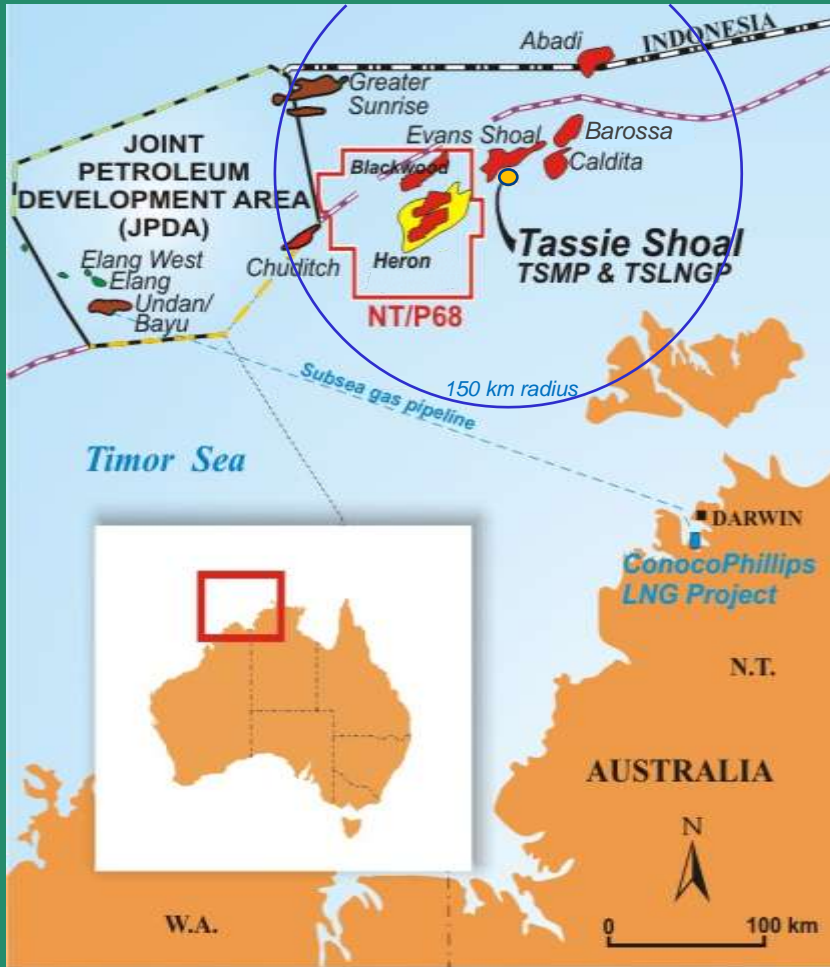 Abadi
INDONESIA
Greater
Sunrise
Evans Shoal
Barossa
Caldita
Blackwood
JOINT
PETROLEUM
DEVELOPMENT AREA
(JPDA)
Tassie Shoal
TSMP & TSLNGP
Elang West
Elang
Undan/
Bayu
Chuditch
Heron
NT/P68
150 km radius
Subsea gas pipeline
Timor Sea
DARWIN
ConocoPhillips
LNG Project
N.T.
AUSTRALIA
N
W.A.
0
100 km